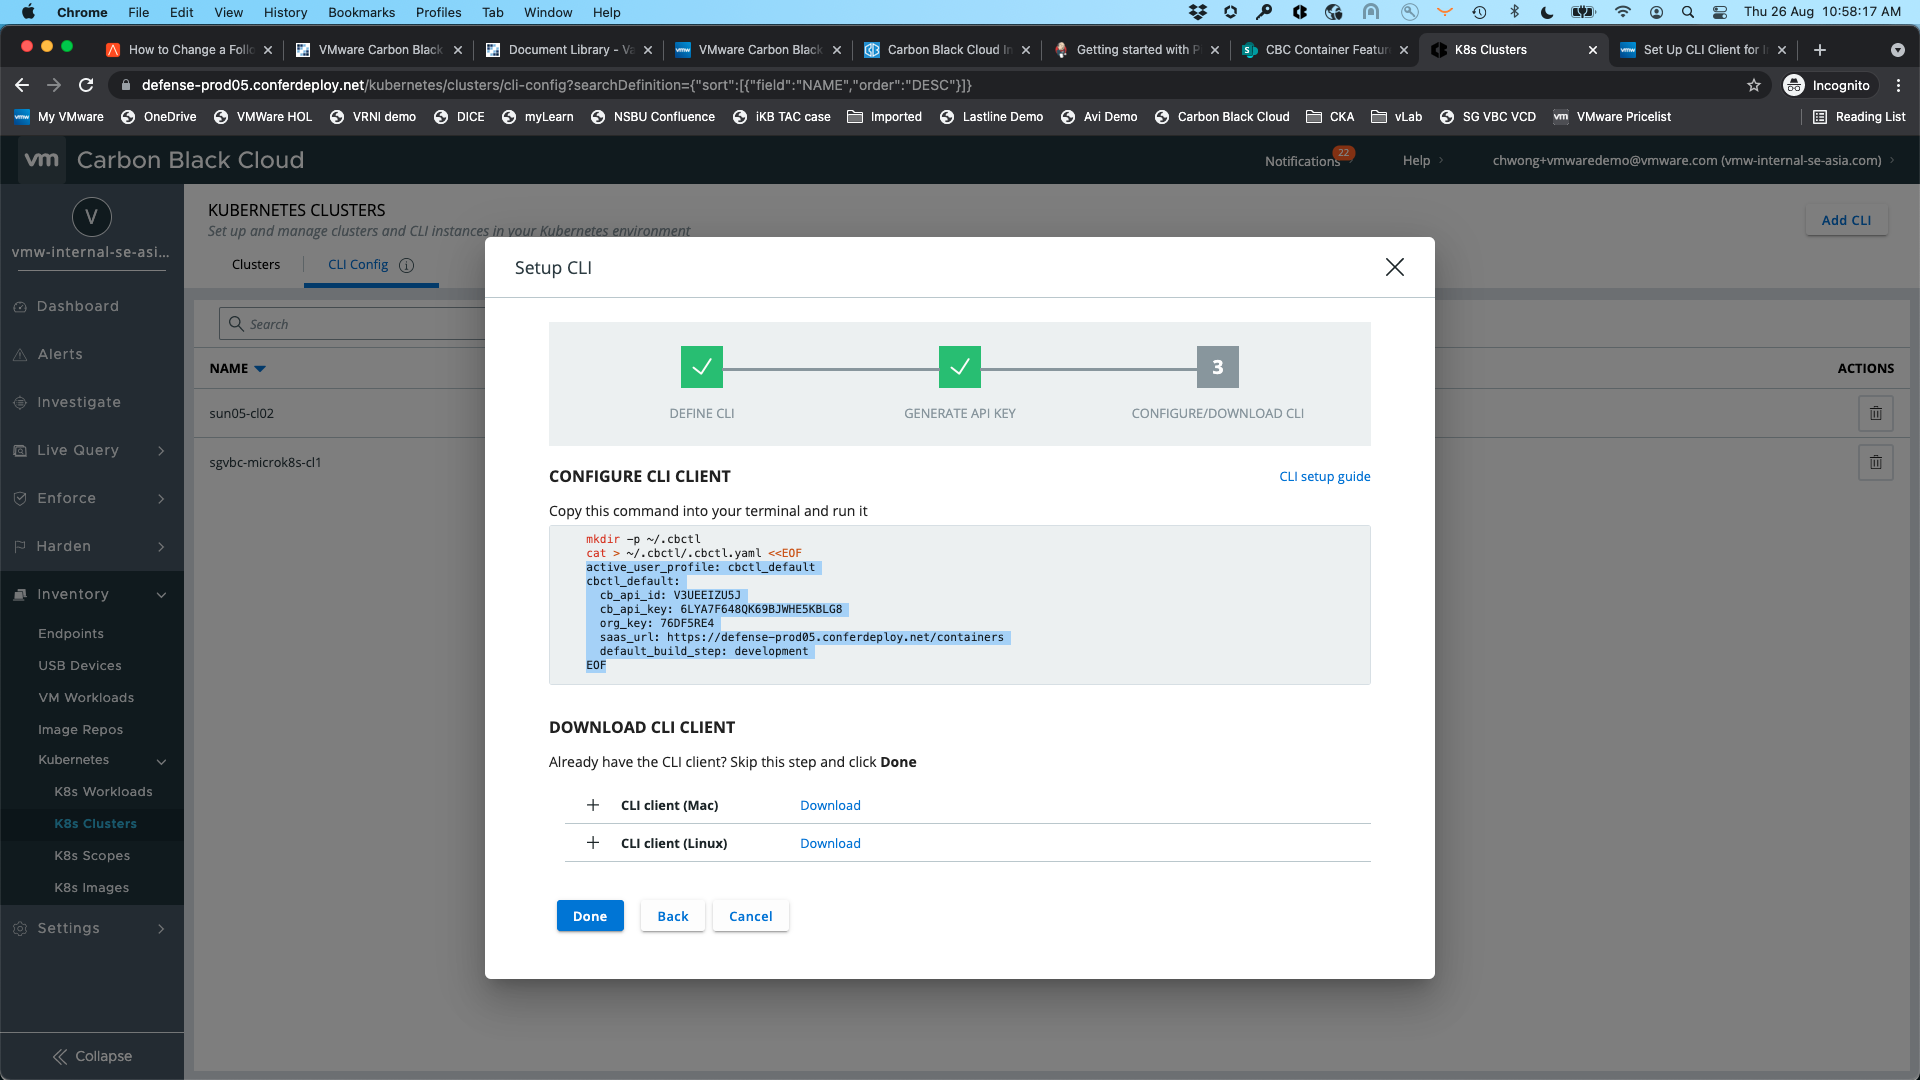 Chrome File Edit View History Bookmarks Profiles Tab Window Help Thu 26 Aug 10:58:17 AM
How to Change a Follo
VMware Carbon Black
Document Library - Va
VMware Carbon Black
Carbon Black Cloud In
Getting started with P
CBC Container Featur
K8s Clusters
Set Up CLI Client for I
defense-prod05.conferdeploy.net/kubernetes/clusters/cli-config?searchDefinition={"sort":[{"field":"NAME","order":"DESC"}]}
Incognito
My VMware OneDrive VMWare HOL VRNI demo DICE myLearn NSBU Confluence iKB TAC case Imported Lastline Demo Avi Demo Carbon Black Cloud CKA vLab SG VBC VCD VMware Pricelist Reading List
vm Carbon Black Cloud
Notifications 22 Help chwong+vmwaredemo@vmware.com (vmw-internal-se-asia.com)
V
vmw-internal-se-asi...
Dashboard
Alerts
Investigate
Live Query
Enforce
Harden
Inventory
Endpoints
USB Devices
VM Workloads
Image Repos
Kubernetes
K8s Workloads
K8s Clusters
K8s Scopes
K8s Images
Settings
Collapse
KUBERNETES CLUSTERS
Set up and manage clusters and CLI instances in your Kubernetes environment
Add CLI
Clusters CLI Config
Search
NAME ACTIONS
sun05-cl02
sgvbc-microk8s-cl1
Setup CLI
3
DEFINE CLI GENERATE API KEY CONFIGURE/DOWNLOAD CLI
CONFIGURE CLI CLIENT CLI setup guide
Copy this command into your terminal and run it
mkdir -p ~/.cbctl
cat > ~/.cbctl/.cbctl.yaml <<EOF
active_user_profile: cbctl_default
cbctl_default:
cb_api_id: V3UEEIZU5J
cb_api_key: 6LYA7F648QK69BJWHE5KBLG8
org_key: 76DF5RE4
saas_url: https://defense-prod05.conferdeploy.net/containers
default_build_step: development
EOF
DOWNLOAD CLI CLIENT
Already have the CLI client? Skip this step and click Done
CLI client (Mac) Download
CLI client (Linux) Download
Done Back Cancel